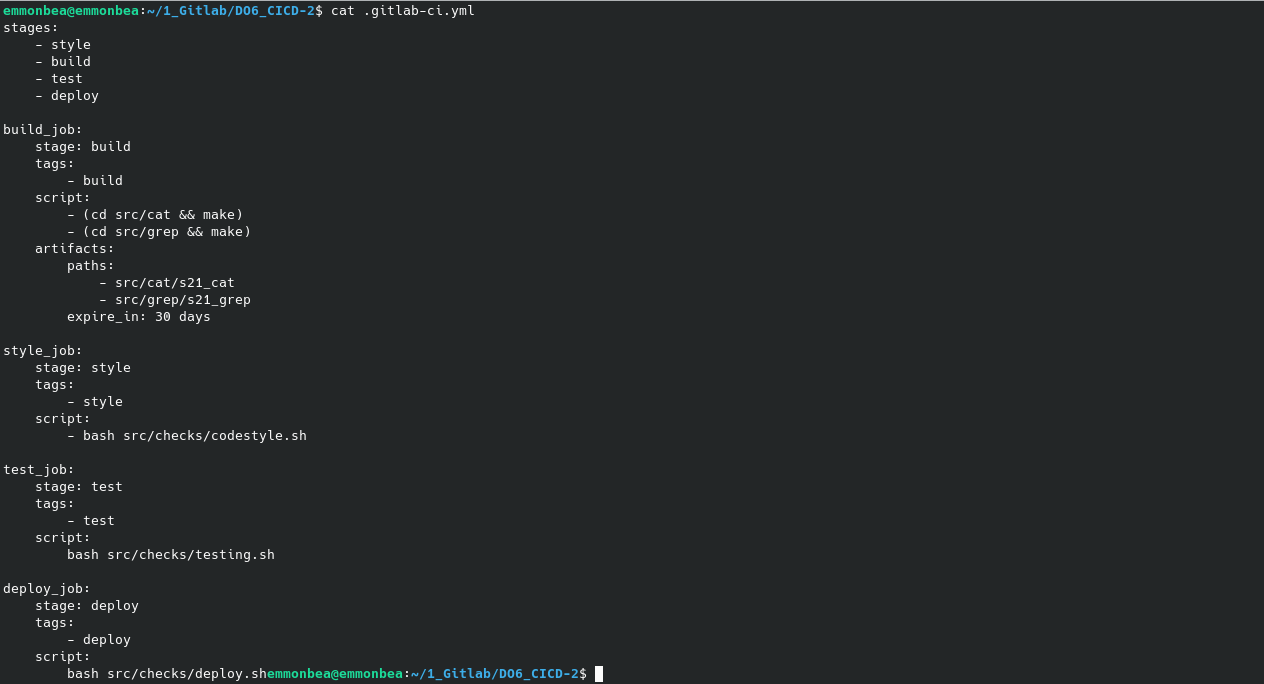 emmonbea@emmonbea:~/1_Gitlab/DO6_CICD-2$ cat .gitlab-ci.yml
stages:
    - style
    - build
    - test
    - deploy

build_job:
    stage: build
    tags:
        - build
    script:
        - (cd src/cat && make)
        - (cd src/grep && make)
    artifacts:
        paths:
            - src/cat/s21_cat
            - src/grep/s21_grep
        expire_in: 30 days

style_job:
    stage: style
    tags:
        - style
    script:
        - bash src/checks/codestyle.sh

test_job:
    stage: test
    tags:
        - test
    script:
        bash src/checks/testing.sh

deploy_job:
    stage: deploy
    tags:
        - deploy
    script:
        bash src/checks/deploy.shemmonbea@emmonbea:~/1_Gitlab/DO6_CICD-2$